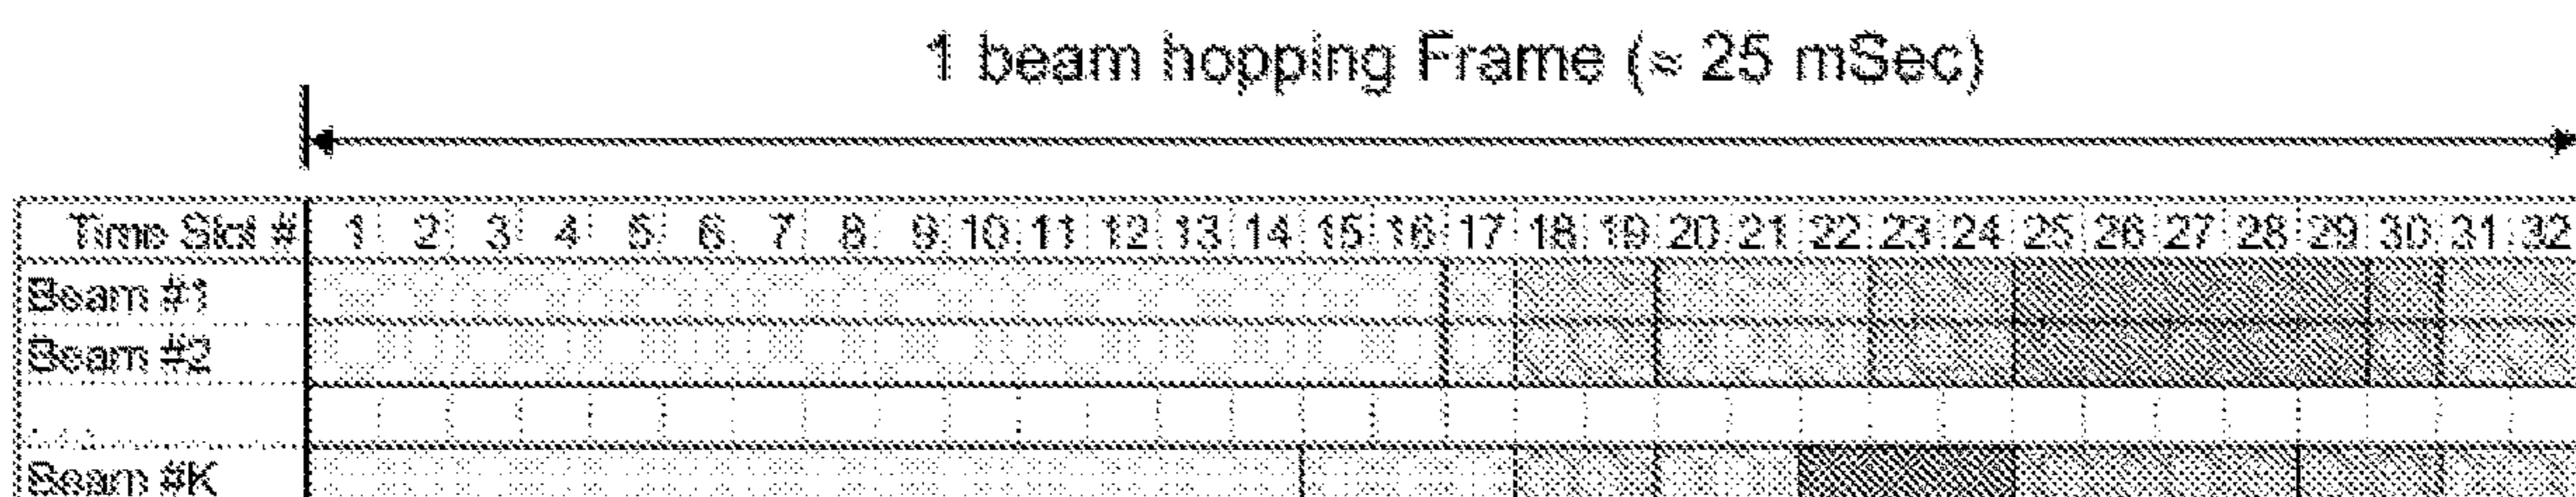 1 beam hopping Frame (≈ 25 mSec)
Time Slot # 1 2 3 4 5 6 7 8 9 10 11 12 13 14 15 16 17 18 19 20 21 22 23 24 25 26 27 28 29 30 31 32
Beam #1
Beam #2
...
Beam #K